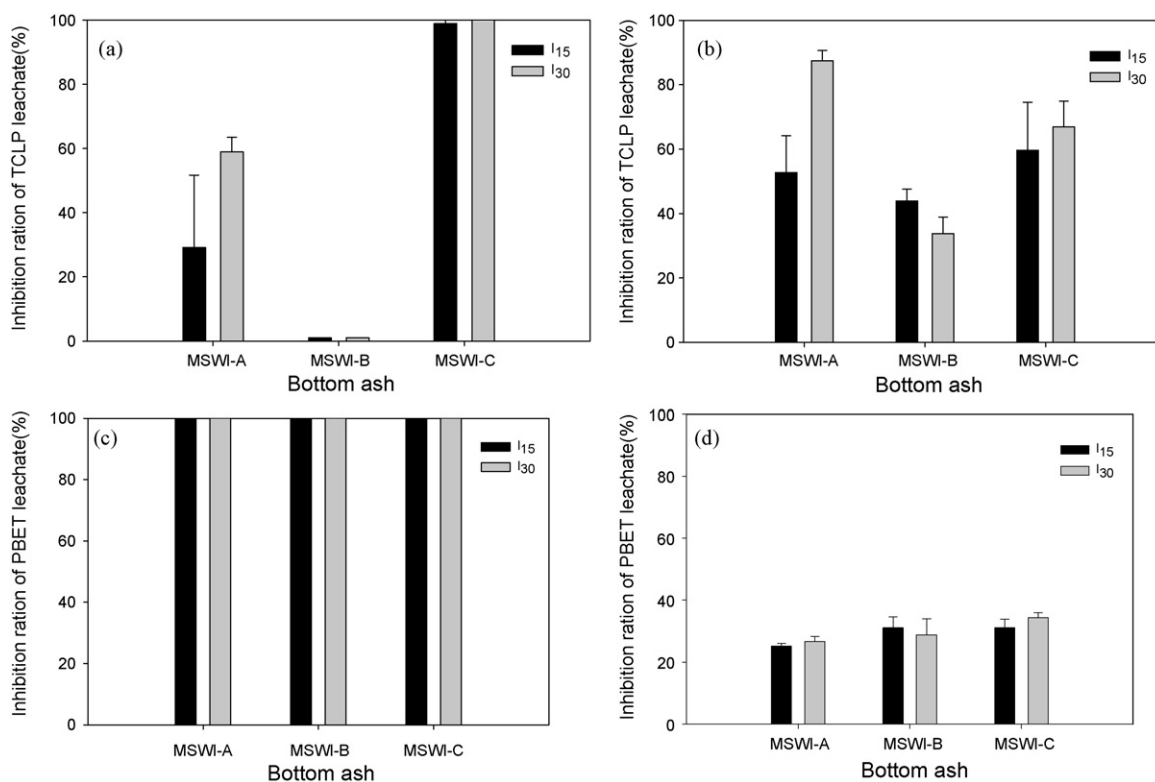 Inhibition ration of TCLP leachate(%)
100
80
60
40
20
0
(a)
I15
I30
MSWI-A MSWI-B MSWI-C
Bottom ash
Inhibition ration of TCLP leachate(%)
100
80
60
40
20
0
(b)
I15
I30
MSWI-A MSWI-B MSWI-C
Bottom ash
Inhibition ration of PBET leachate(%)
100
80
60
40
20
0
(c)
I15
I30
MSWI-A MSWI-B MSWI-C
Bottom ash
Inhibition ration of PBET leachate(%)
100
80
60
40
20
0
(d)
I15
I30
MSWI-A MSWI-B MSWI-C
Bottom ash